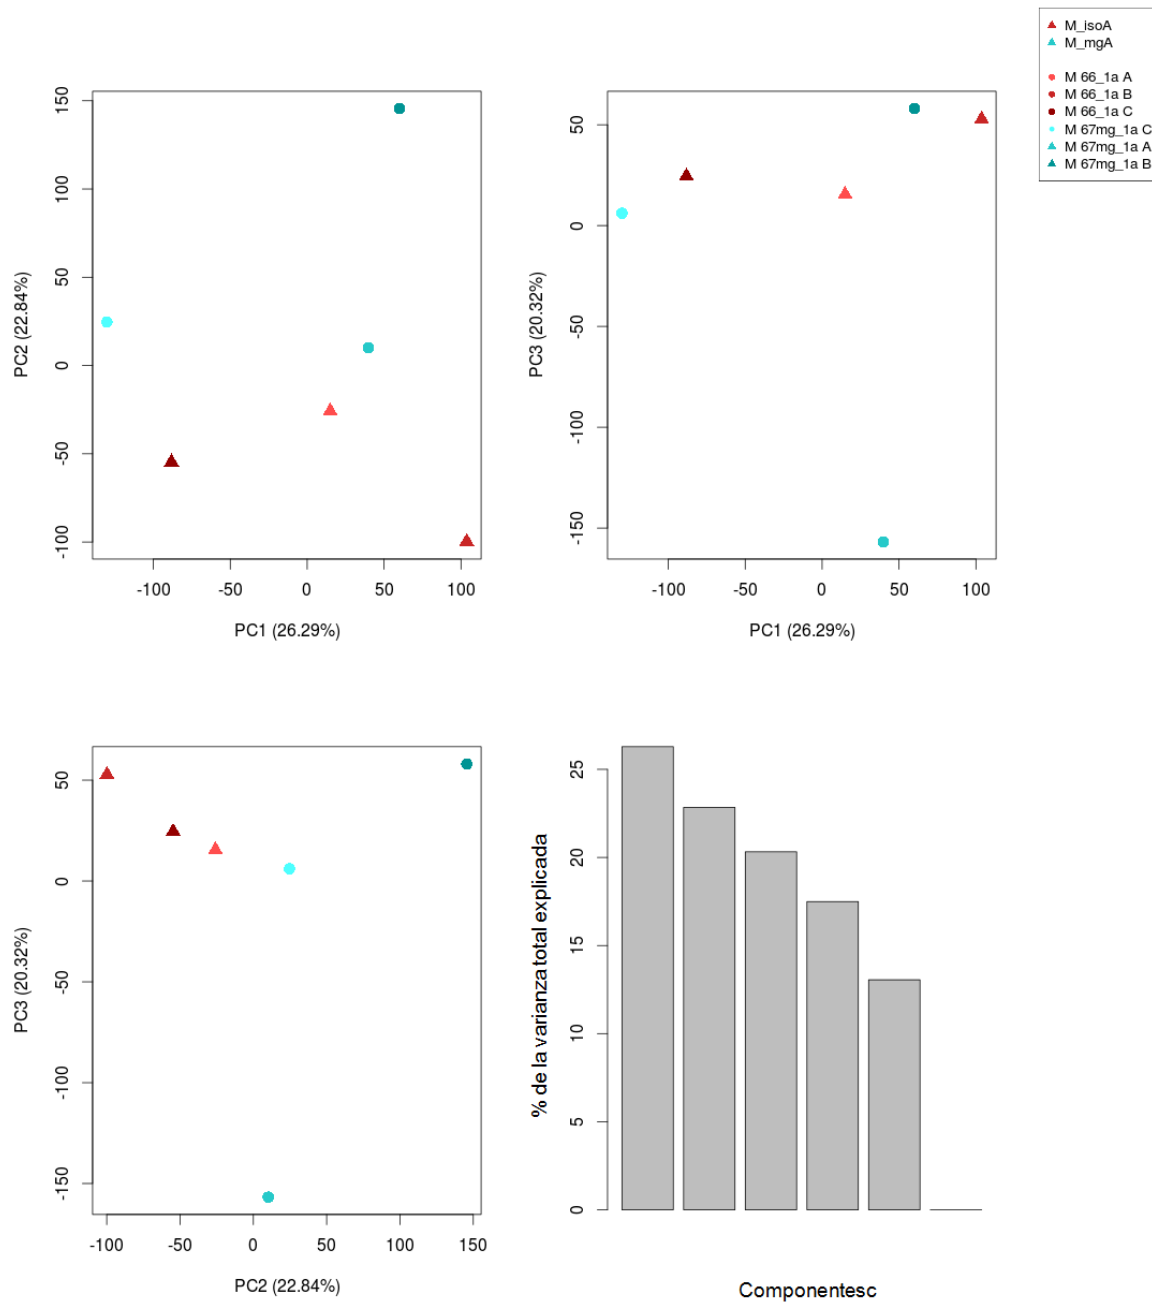 M_isoA
M_mgA
M 66_1a A
M 66_1a B
M 66_1a C
M 67mg_1a C
M 67mg_1a A
M 67mg_1a B
150
100
50
0
-50
-100
PC2 (22.84%)
-100 -50 0 50 100
PC1 (26.29%)
50
0
-50
-100
-150
PC3 (20.32%)
-100 -50 0 50 100
PC1 (26.29%)
50
0
-50
-100
-150
PC3 (20.32%)
-100 -50 0 50 100 150
PC2 (22.84%)
25
20
15
10
5
0
% de la varianza total explicada
Componentesc